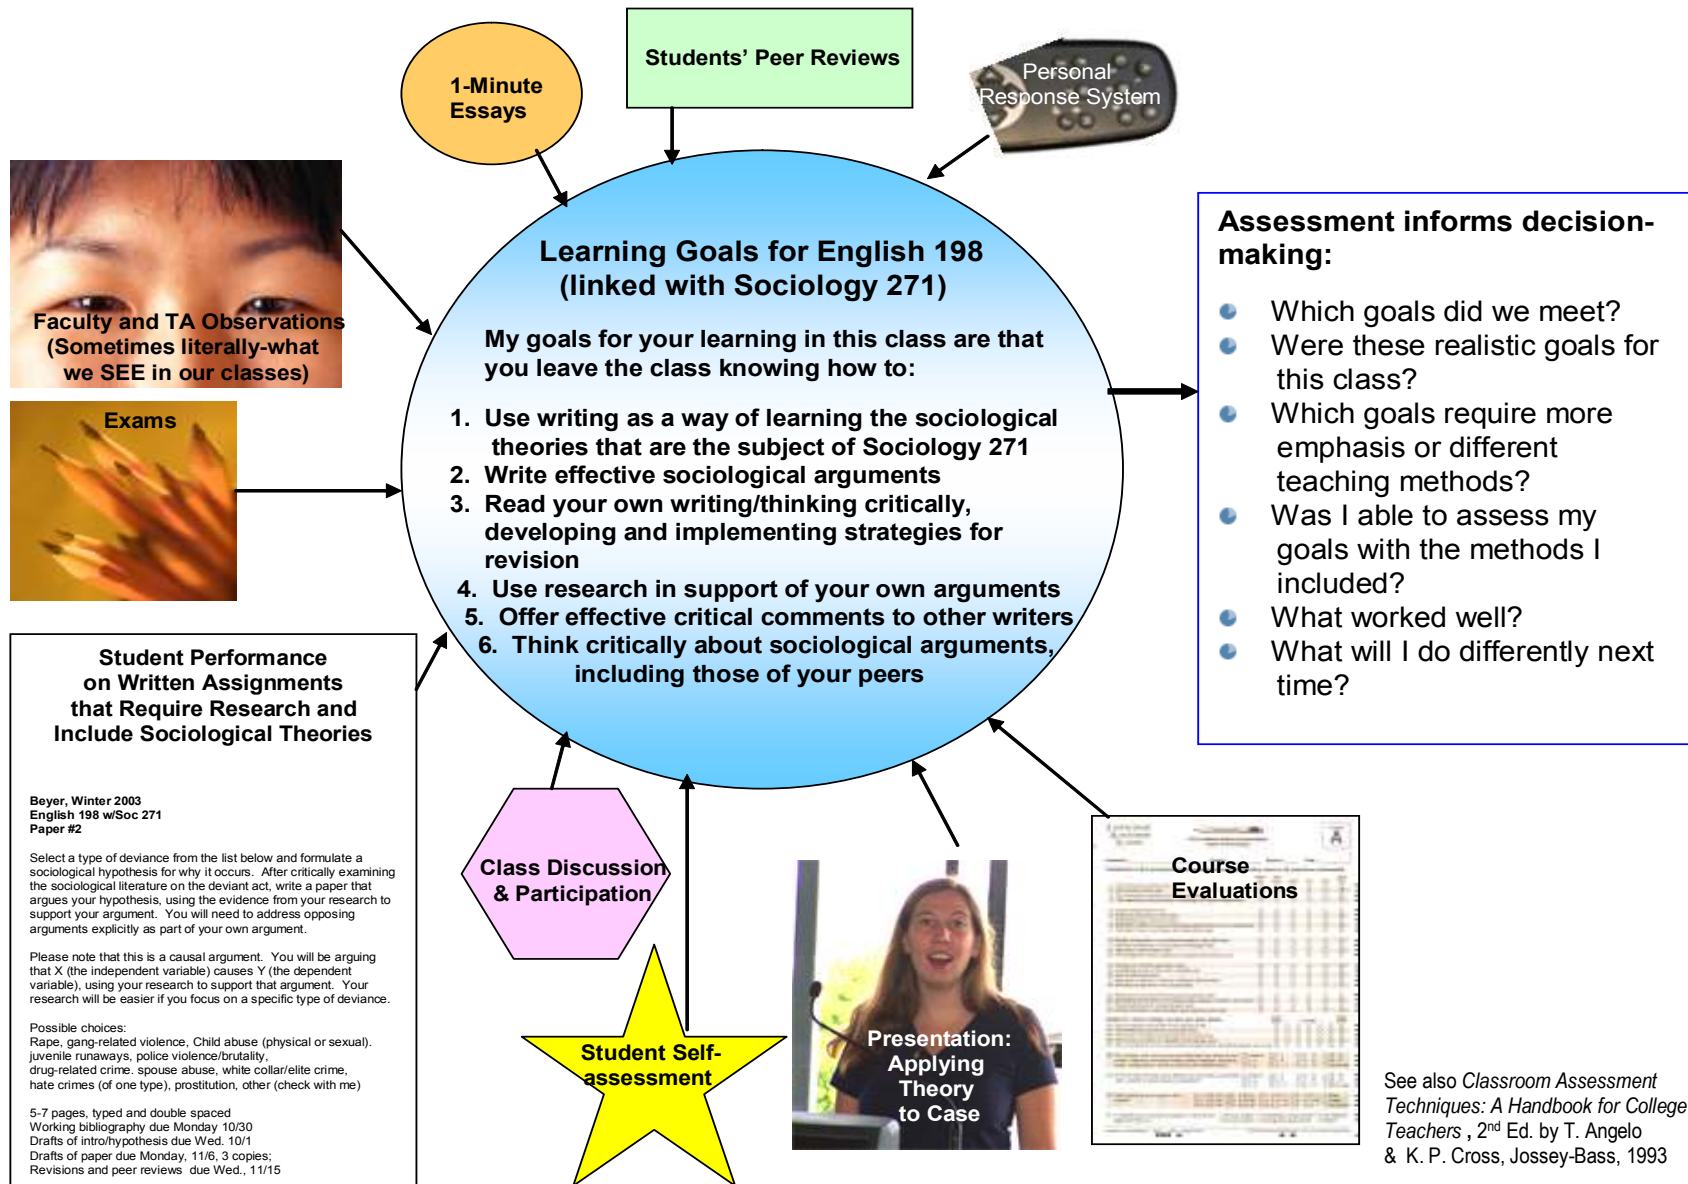 1-Minute
Essays
Students' Peer Reviews
Personal
Response System
Faculty and TA Observations
(Sometimes literally-what
we SEE in our classes)
Exams
Learning Goals for English 198
(linked with Sociology 271)
My goals for your learning in this class are that
you leave the class knowing how to:
1. Use writing as a way of learning the sociological
theories that are the subject of Sociology 271
2. Write effective sociological arguments
3. Read your own writing/thinking critically,
developing and implementing strategies for
revision
4. Use research in support of your own arguments
5. Offer effective critical comments to other writers
6. Think critically about sociological arguments,
including those of your peers
Assessment informs decision-
making:
Which goals did we meet?
Were these realistic goals for
this class?
Which goals require more
emphasis or different
teaching methods?
Was I able to assess my
goals with the methods I
included?
What worked well?
What will I do differently next
time?
Student Performance
on Written Assignments
that Require Research and
Include Sociological Theories
Beyer, Winter 2003
English 198 w/Soc 271
Paper #2
Select a type of deviance from the list below and formulate a
sociological hypothesis for why it occurs. After critically examining
the sociological literature on the deviant act, write a paper that
argues your hypothesis, using the evidence from your research to
support your argument. You will need to address opposing
arguments explicitly as part of your own argument.
Please note that this is a causal argument. You will be arguing
that X (the independent variable) causes Y (the dependent
variable), using your research to support that argument. Your
research will be easier if you focus on a specific type of deviance.
Possible choices:
Rape, gang-related violence, Child abuse (physical or sexual).
juvenile runaways, police violence/brutality,
drug-related crime. spouse abuse, white collar/elite crime,
hate crimes (of one type), prostitution, other (check with me)
5-7 pages, typed and double spaced
Working bibliography due Monday 10/30
Drafts of intro/hypothesis due Wed. 10/1
Drafts of paper due Monday, 11/6, 3 copies;
Revisions and peer reviews due Wed., 11/15
Class Discussion
& Participation
Student Self-
assessment
Presentation:
Applying
Theory
to Case
Course
Evaluations
See also Classroom Assessment
Techniques: A Handbook for College
Teachers , 2nd Ed. by T. Angelo
& K. P. Cross, Jossey-Bass, 1993